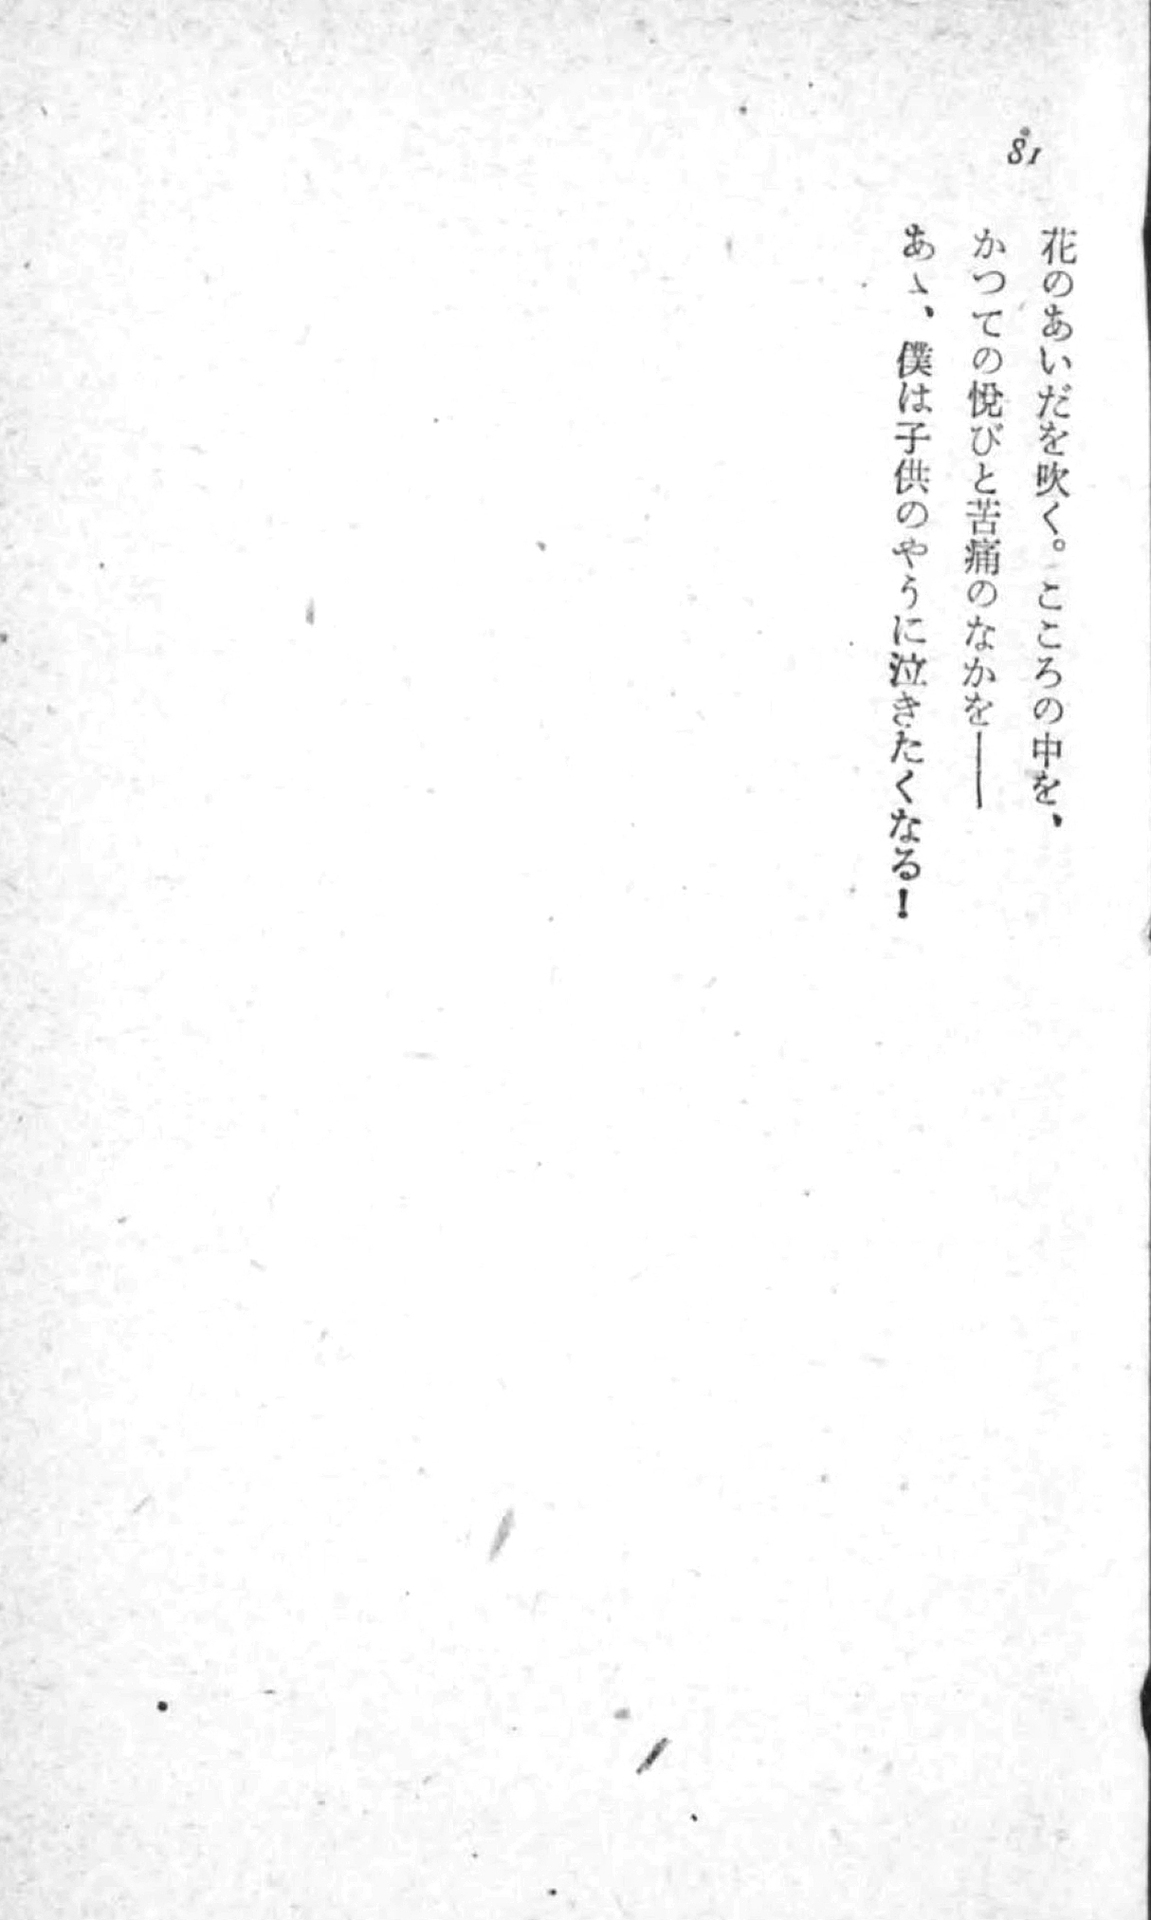 81
花のあいだを吹く。こころの中を、
かつての悅びと苦痛のなかを——
あゝ、僕は子供のやうに泣きたくなる！